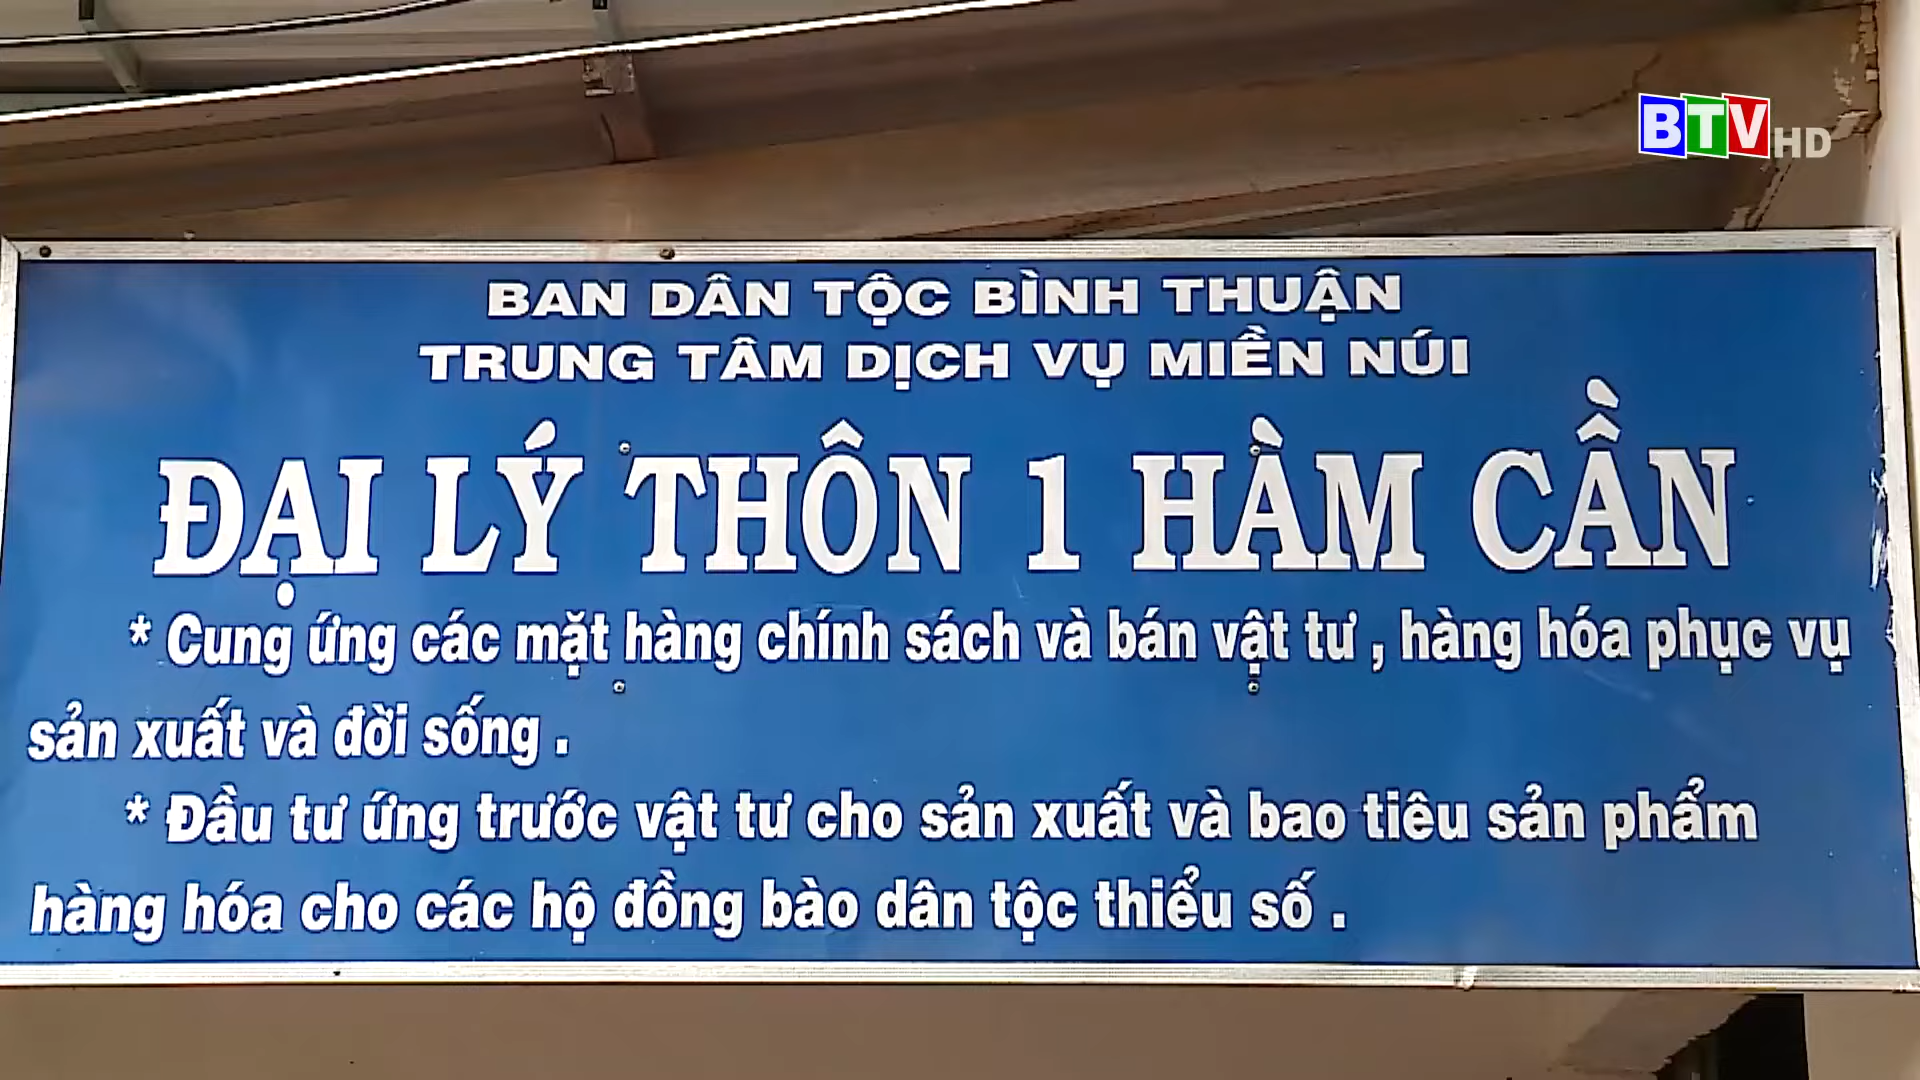 BTV HD
BAN DÂN TỘC BÌNH THUẬN
TRUNG TÂM DỊCH VỤ MIỀN NÚI
ĐẠI LÝ THÔN 1 HÀM CẦN
* Cung ứng các mặt hàng chính sách và bán vật tư , hàng hóa phục vụ
sản xuất và đời sống .
* Đầu tư ứng trước vật tư cho sản xuất và bao tiêu sản phẩm
hàng hóa cho các hộ đồng bào dân tộc thiểu số .